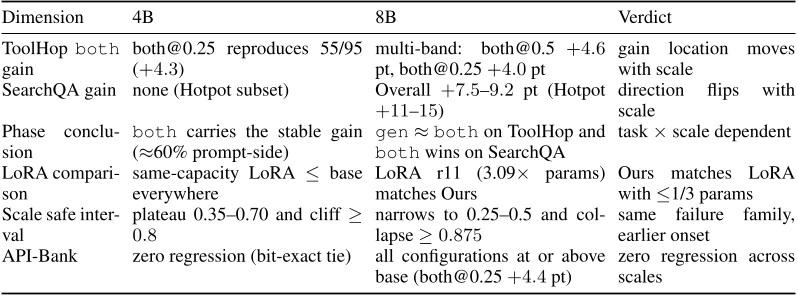 Dimension 4B 8B Verdict
ToolHop both gain both@0.25 reproduces 55/95 (+4.3) multi-band: both@0.5 +4.6 pt, both@0.25 +4.0 pt gain location moves with scale
SearchQA gain none (Hotpot subset) Overall +7.5–9.2 pt (Hotpot +11–15) direction flips with scale
Phase conclu-sion both carries the stable gain (≈60% prompt-side) gen ≈ both on ToolHop and both wins on SearchQA task × scale dependent
LoRA compari-son same-capacity LoRA ≤ base everywhere LoRA r11 (3.09× params) matches Ours Ours matches LoRA with ≤1/3 params
Scale safe inter-val plateau 0.35–0.70 and cliff ≥ 0.8 narrows to 0.25–0.5 and col-lapse ≥ 0.875 same failure family, earlier onset
API-Bank zero regression (bit-exact tie) all configurations at or above base (both@0.25 +4.4 pt) zero regression across scales